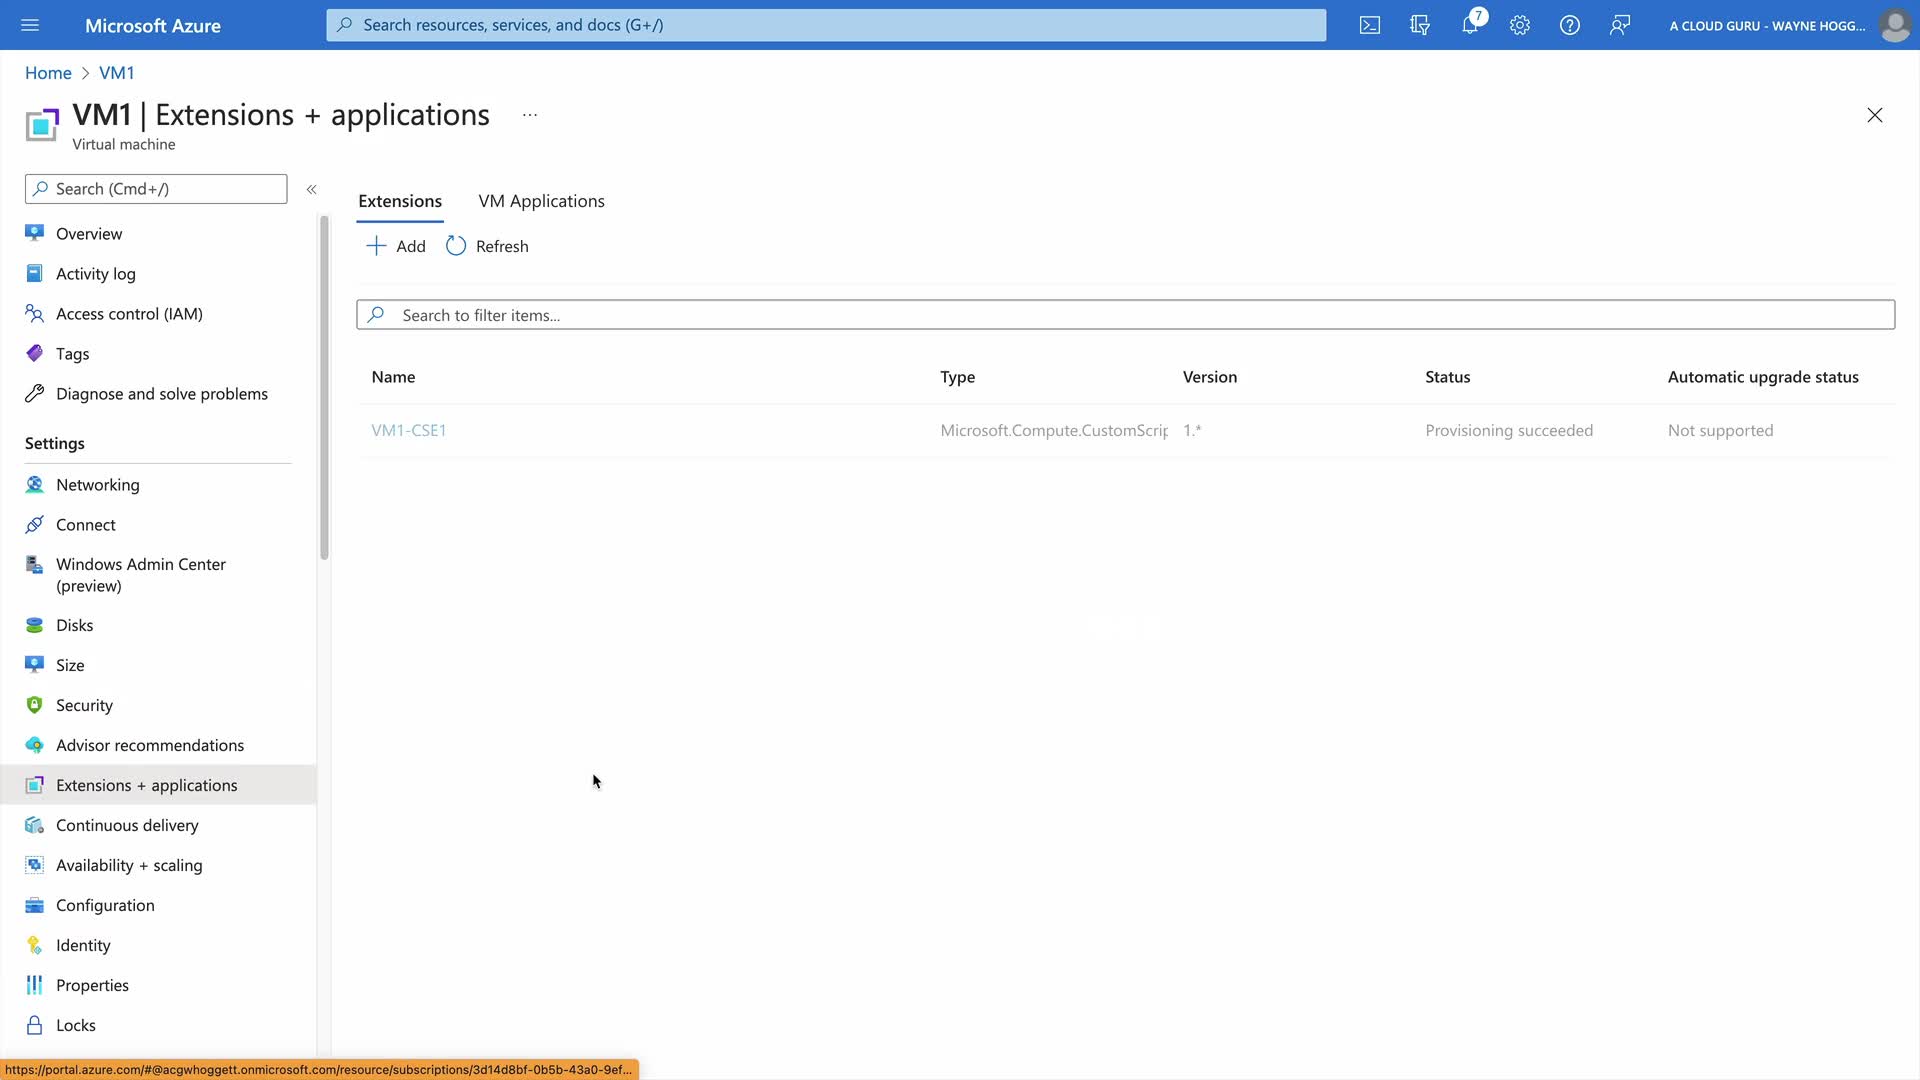 Microsoft Azure
Search resources, services, and docs (G+/)
7
A CLOUD GURU - WAYNE HOGG...
Home > VM1
VM1 | Extensions + applications ...
Virtual machine
Search (Cmd+/)
«
Overview
Activity log
Access control (IAM)
Tags
Diagnose and solve problems
Settings
Networking
Connect
Windows Admin Center
(preview)
Disks
Size
Security
Advisor recommendations
Extensions + applications
Continuous delivery
Availability + scaling
Configuration
Identity
Properties
Locks
Extensions VM Applications
Add Refresh
Search to filter items...
Name Type Version Status Automatic upgrade status
VM1-CSE1 Microsoft.Compute.CustomScrip 1.* Provisioning succeeded Not supported
https://portal.azure.com/#@acgwhoggett.onmicrosoft.com/resource/subscriptions/3d14d8bf-0b5b-43a0-9ef...